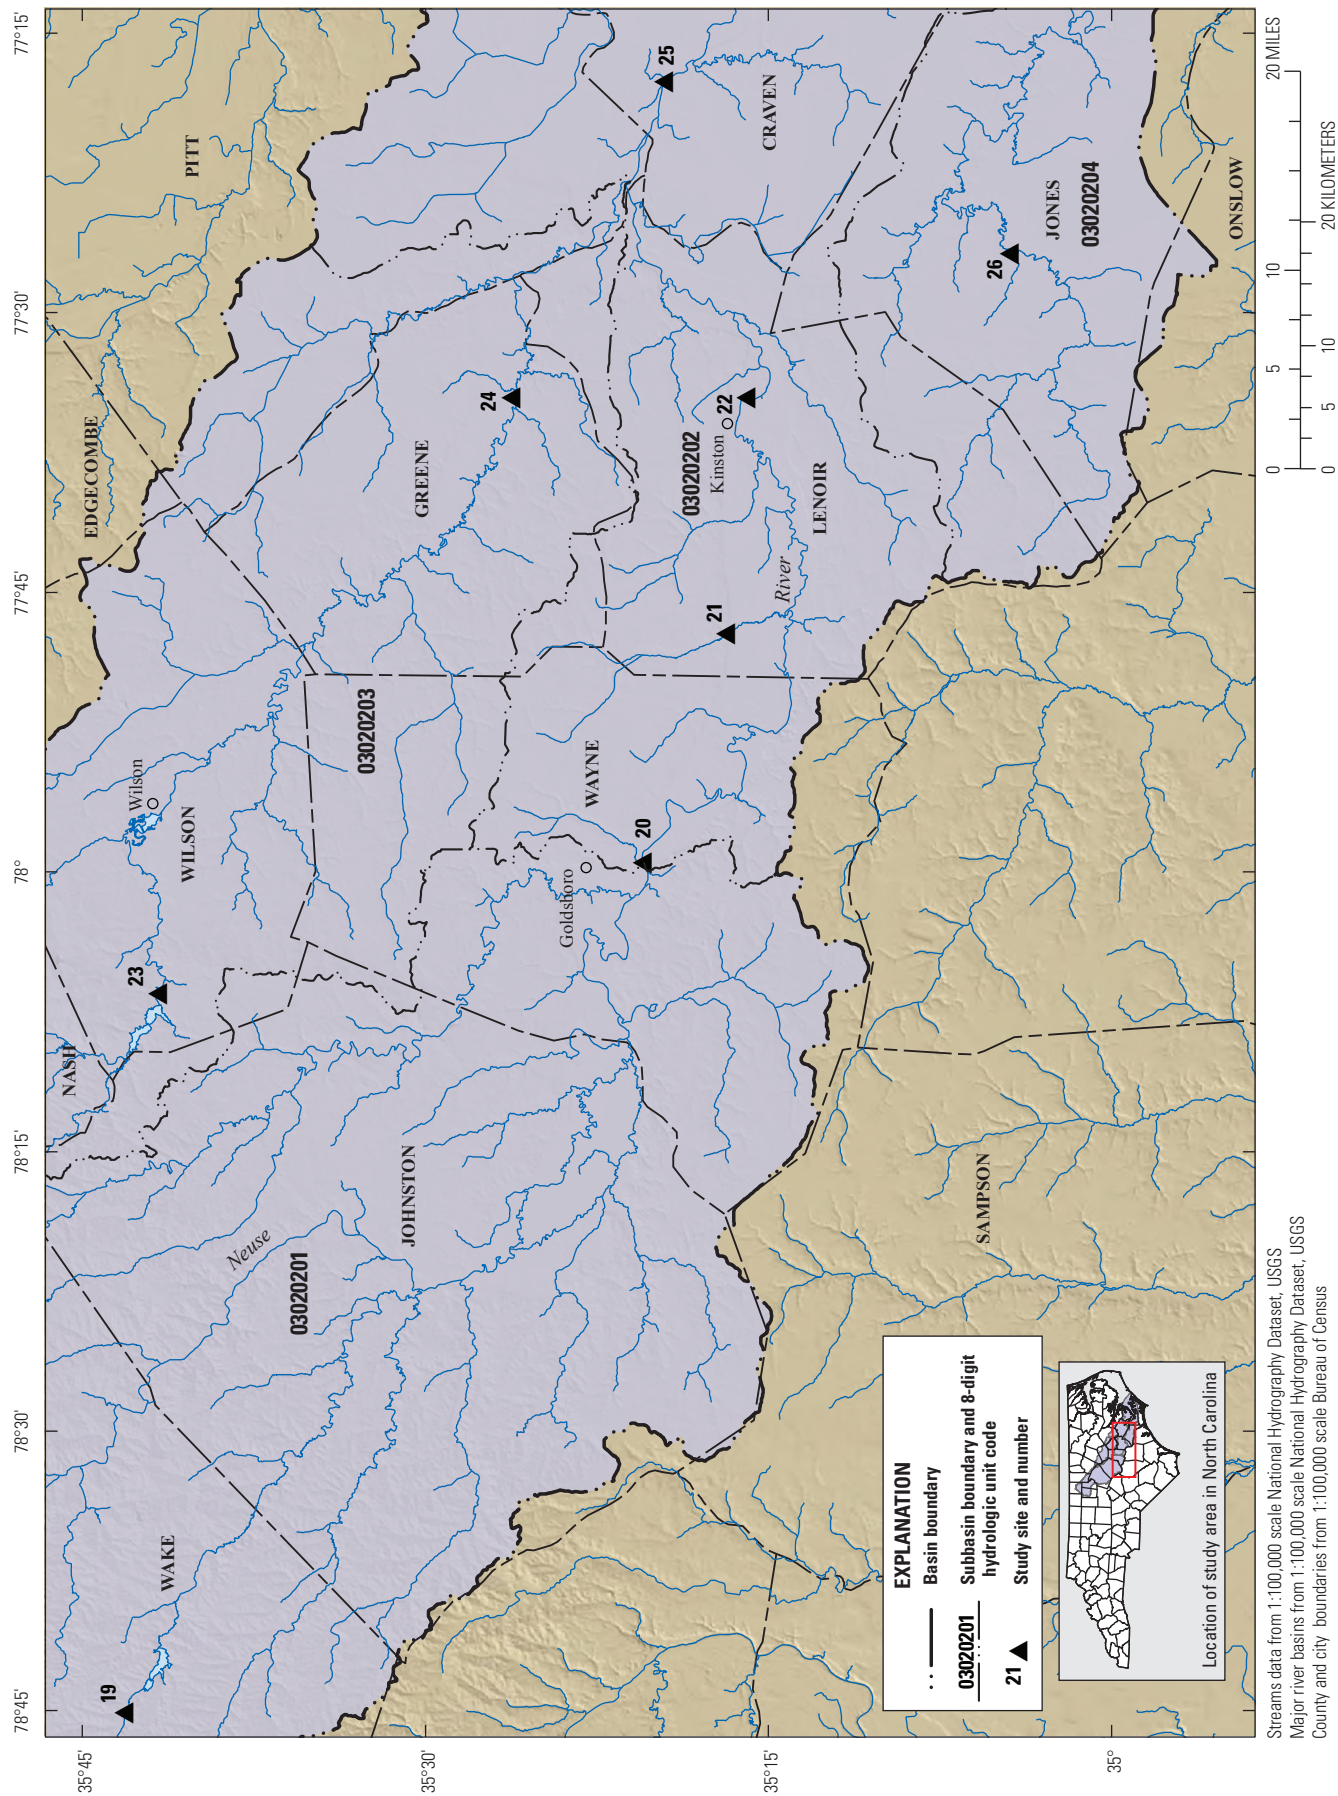 78°45'
78°30'
78°15'
78°
77°45'
77°30'
77°15'
35°45'
35°30'
35°15'
35°
NASH
EDGECOMBE
PITT
WILSON
Wilson
WAKE
JOHNSTON
Neuse
GREENE
WAYNE
Goldsboro
LENOIR
Kinston
River
CRAVEN
JONES
ONSLOW
SAMPSON
03020201
03020203
03020202
03020204
19
20
21
22
23
24
25
26
EXPLANATION
Basin boundary
03020201
Subbasin boundary and 8-digit
hydrologic unit code
21
Study site and number
Location of study area in North Carolina
0 5 10 20 MILES
0 5 10 20 KILOMETERS
Streams data from 1:100,000 scale National Hydrography Dataset, USGS
Major river basins from 1:100,000 scale National Hydrography Dataset, USGS
County and city boundaries from 1:100,000 scale Bureau of Census